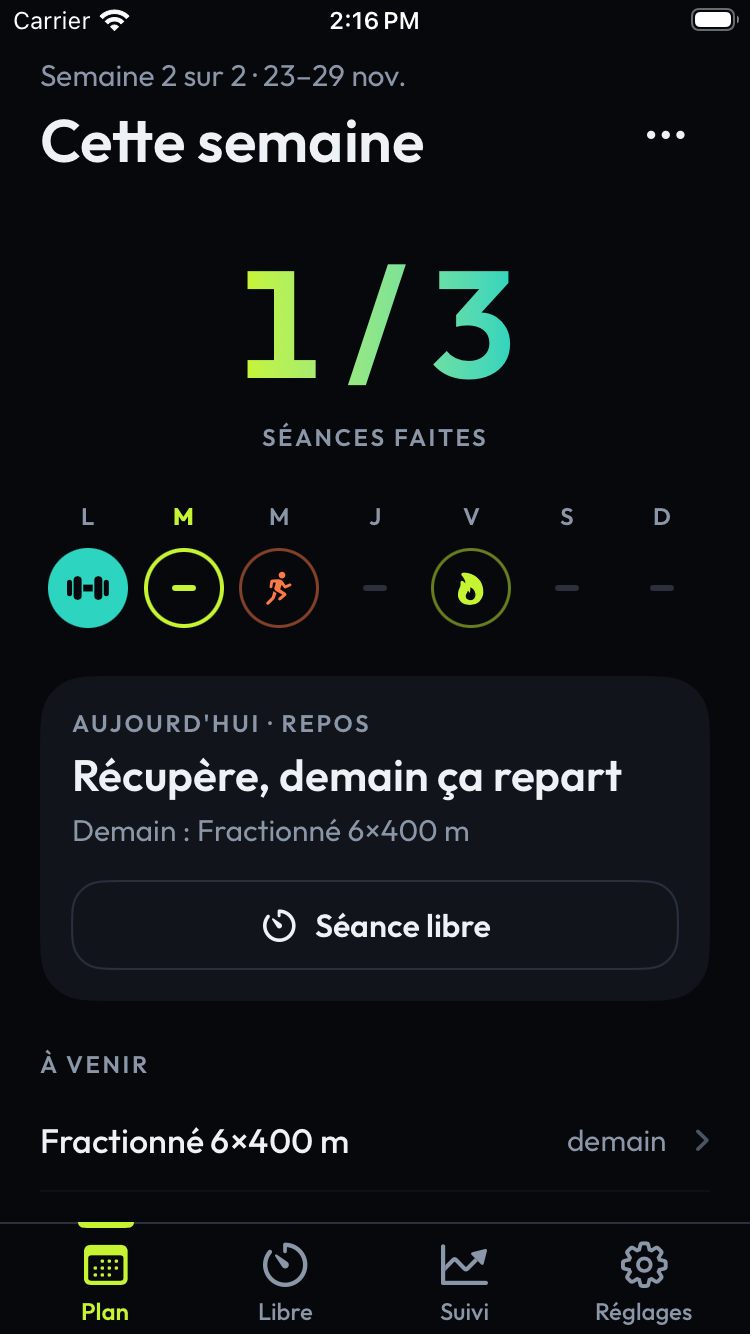 Carrier 2:16 PM
Semaine 2 sur 2 · 23–29 nov.
Cette semaine
1/3
SÉANCES FAITES
L M M J V S D
AUJOURD'HUI · REPOS
Récupère, demain ça repart
Demain : Fractionné 6×400 m
Séance libre
À VENIR
Fractionné 6×400 m demain
Plan Libre Suivi Réglages